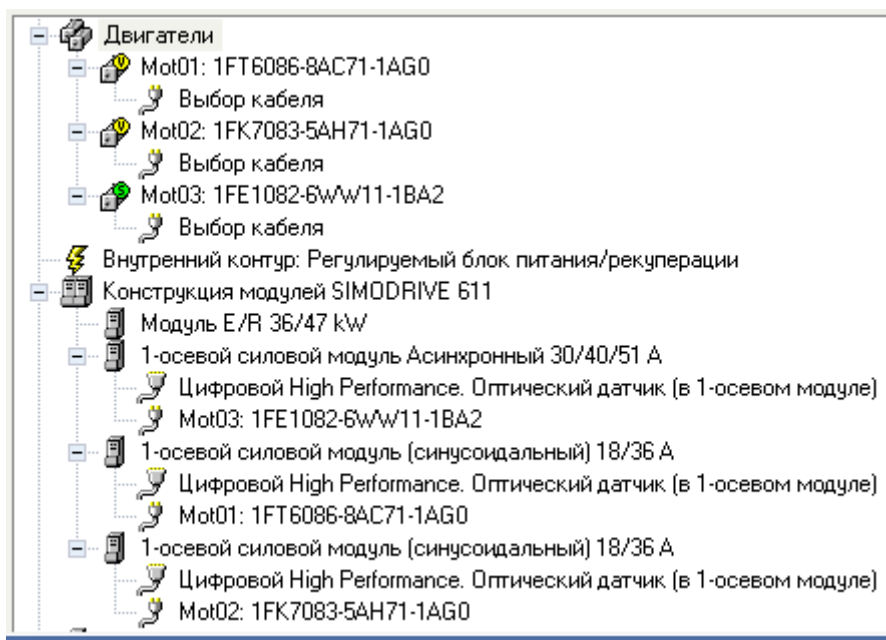 Двигатели
Mot01: 1FT6086-8AC71-1AG0
Выбор кабеля
Mot02: 1FK7083-5AH71-1AG0
Выбор кабеля
Mot03: 1FE1082-6WW11-1BA2
Выбор кабеля
Внутренний контур: Регулируемый блок питания/рекуперации
Конструкция модулей SIMODRIVE 611
Модуль E/R 36/47 kW
1-осевой силовой модуль Асинхронный 30/40/51 A
Цифровой High Performance. Оптический датчик (в 1-осевом модуле)
Mot03: 1FE1082-6WW11-1BA2
1-осевой силовой модуль (синусоидальный) 18/36 A
Цифровой High Performance. Оптический датчик (в 1-осевом модуле)
Mot01: 1FT6086-8AC71-1AG0
1-осевой силовой модуль (синусоидальный) 18/36 A
Цифровой High Performance. Оптический датчик (в 1-осевом модуле)
Mot02: 1FK7083-5AH71-1AG0